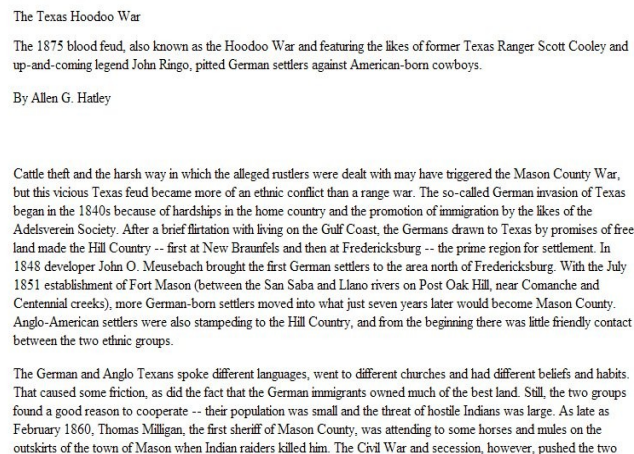 The Texas Hoodoo War
The 1875 blood feud, also known as the Hoodoo War and featuring the likes of former Texas Ranger Scott Cooley and
up-and-coming legend John Ringo, pitted German settlers against American-born cowboys.
By Allen G. Hatley
Cattle theft and the harsh way in which the alleged rustlers were dealt with may have triggered the Mason County War,
but this vicious Texas feud became more of an ethnic conflict than a range war. The so-called German invasion of Texas
began in the 1840s because of hardships in the home country and the promotion of immigration by the likes of the
Adelsverein Society. After a brief flirtation with living on the Gulf Coast, the Germans drawn to Texas by promises of free
land made the Hill Country -- first at New Braunfels and then at Fredericksburg -- the prime region for settlement. In
1848 developer John O. Meusebach brought the first German settlers to the area north of Fredericksburg. With the July
1851 establishment of Fort Mason (between the San Saba and Llano rivers on Post Oak Hill, near Comanche and
Centennial creeks), more German-born settlers moved into what just seven years later would become Mason County.
Anglo-American settlers were also stampeding to the Hill Country, and from the beginning there was little friendly contact
between the two ethnic groups.
The German and Anglo Texans spoke different languages, went to different churches and had different beliefs and habits.
That caused some friction, as did the fact that the German immigrants owned much of the best land. Still, the two groups
found a good reason to cooperate -- their population was small and the threat of hostile Indians was large. As late as
February 1860, Thomas Milligan, the first sheriff of Mason County, was attending to some horses and mules on the
outskirts of the town of Mason when Indian raiders killed him. The Civil War and secession, however, pushed the two